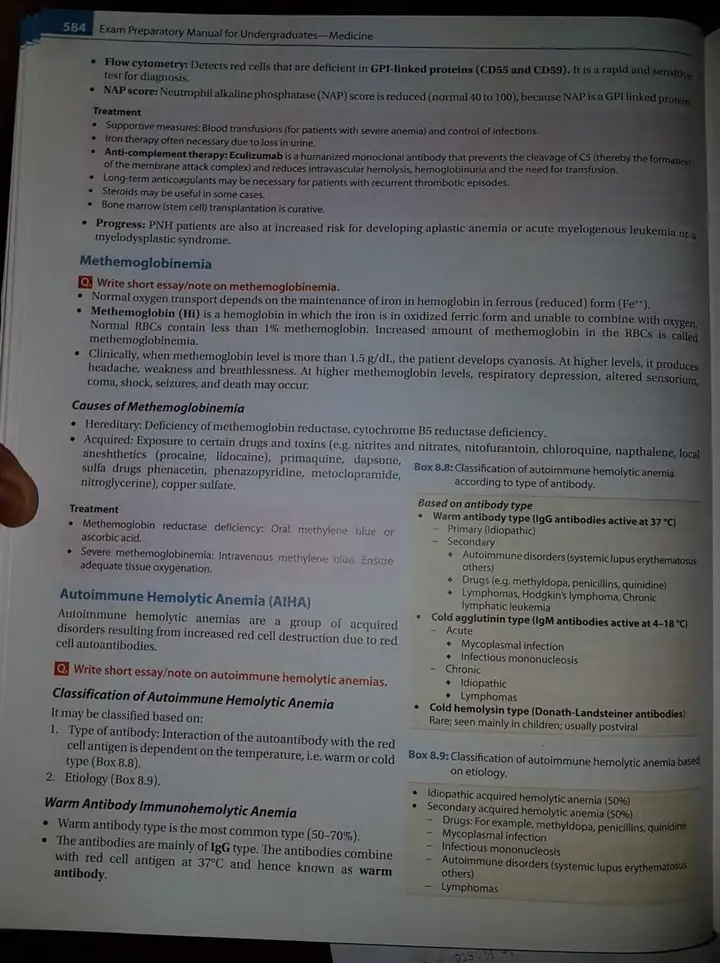 584 Exam Preparatory Manual for Undergraduates—Medicine
• Flow cytometry: Detects red cells that are deficient in GPI-linked proteins (CD55 and CD59). It is a rapid and sensitive
test for diagnosis.
• NAP score: Neutrophil alkaline phosphatase (NAP) score is reduced (normal 40 to 100), because NAP is a GPI linked protein.
Treatment
• Supportive measures: Blood transfusions (for patients with severe anemia) and control of infections.
• Iron therapy often necessary due to loss in urine.
• Anti-complement therapy: Eculizumab is a humanized monoclonal antibody that prevents the cleavage of C5 (thereby the formation
of the membrane attack complex) and reduces intravascular hemolysis, hemoglobinuria and the need for transfusion.
• Long-term anticoagulants may be necessary for patients with recurrent thrombotic episodes.
• Steroids may be useful in some cases.
• Bone marrow (stem cell) transplantation is curative.
• Progress: PNH patients are also at increased risk for developing aplastic anemia or acute myelogenous leukemia or a
myelodysplastic syndrome.
Methemoglobinemia
Q. Write short essay/note on methemoglobinemia.
• Normal oxygen transport depends on the maintenance of iron in hemoglobin in ferrous (reduced) form (Fe⁺⁺).
• Methemoglobin (Hi) is a hemoglobin in which the iron is in oxidized ferric form and unable to combine with oxygen.
Normal RBCs contain less than 1% methemoglobin. Increased amount of methemoglobin in the RBCs is called
methemoglobinemia.
• Clinically, when methemoglobin level is more than 1.5 g/dL, the patient develops cyanosis. At higher levels, it produces
headache, weakness and breathlessness. At higher methemoglobin levels, respiratory depression, altered sensorium,
coma, shock, seizures, and death may occur.
Causes of Methemoglobinemia
• Hereditary: Deficiency of methemoglobin reductase, cytochrome B5 reductase deficiency.
• Acquired: Exposure to certain drugs and toxins (e.g. nitrites and nitrates, nitofurantoin, chloroquine, napthalene, local
aneshthetics (procaine, lidocaine), primaquine, dapsone,
sulfa drugs phenacetin, phenazopyridine, metoclopramide,
nitroglycerine), copper sulfate.
Treatment
• Methemoglobin reductase deficiency: Oral methylene blue or
ascorbic acid.
• Severe methemoglobinemia: Intravenous methylene blue. Ensure
adequate tissue oxygenation.
Autoimmune Hemolytic Anemia (AIHA)
Autoimmune hemolytic anemias are a group of acquired
disorders resulting from increased red cell destruction due to red
cell autoantibodies.
Q. Write short essay/note on autoimmune hemolytic anemias.
Classification of Autoimmune Hemolytic Anemia
It may be classified based on:
1. Type of antibody: Interaction of the autoantibody with the red
cell antigen is dependent on the temperature, i.e. warm or cold
type (Box 8.8).
2. Etiology (Box 8.9).
Warm Antibody Immunohemolytic Anemia
• Warm antibody type is the most common type (50–70%).
• The antibodies are mainly of IgG type. The antibodies combine
with red cell antigen at 37°C and hence known as warm
antibody.
Box 8.8: Classification of autoimmune hemolytic anemia
according to type of antibody.
Based on antibody type
• Warm antibody type (IgG antibodies active at 37 °C)
– Primary (Idiopathic)
– Secondary
◆ Autoimmune disorders (systemic lupus erythematosus
others)
◆ Drugs (e.g. methyldopa, penicillins, quinidine)
◆ Lymphomas, Hodgkin's lymphoma, Chronic
lymphatic leukemia
• Cold agglutinin type (IgM antibodies active at 4–18 °C)
– Acute
◆ Mycoplasmal infection
◆ Infectious mononucleosis
– Chronic
◆ Idiopathic
◆ Lymphomas
• Cold hemolysin type (Donath-Landsteiner antibodies)
Rare; seen mainly in children; usually postviral
Box 8.9: Classification of autoimmune hemolytic anemia based
on etiology.
• Idiopathic acquired hemolytic anemia (50%)
• Secondary acquired hemolytic anemia (50%)
– Drugs: For example, methyldopa, penicillins, quinidine
– Mycoplasmal infection
– Infectious mononucleosis
– Autoimmune disorders (systemic lupus erythematosus
others)
– Lymphomas